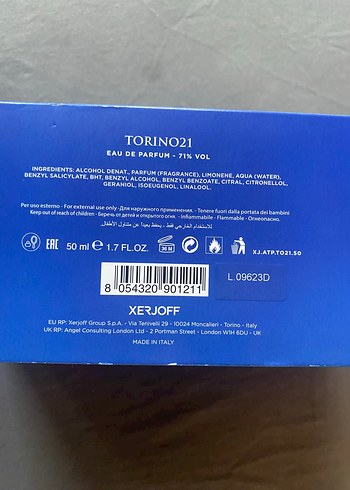 TORINO21
EAU DE PARFUM - 71% VOL
INGREDIENTS: ALCOHOL DENAT., PARFUM (FRAGRANCE), LIMONENE, AQUA (WATER),
BENZYL SALICYLATE, BHT, BENZYL ALCOHOL, BENZYL BENZOATE, CITRAL, CITRONELLOL,
GERANIOL, ISOEUGENOL, LINALOOL.
Per uso esterno - For external use only - Для наружного применения. - Tenere fuori dalla portata dei bambini
Keep out of reach of children - Беречь от детей и открытого огня. - Infiammabile - Flammable - Огнеопасно.
للاستخدام الخارجي فقط ، يحفظ بعيداً عن متناول الأطفال
EAC 50 ml e 1.7 FL.OZ. 36 M XJ.ATP.TO21.50
8 054320 901211
L.09623D
XERJOFF
EU RP: Xerjoff Group S.p.A. - Via Tenivelli 29 - 10024 Moncalieri - Torino - Italy
UK RP: Angel Consulting London Ltd - 2 Portman Street - London W1H 6DU - UK
MADE IN ITALY